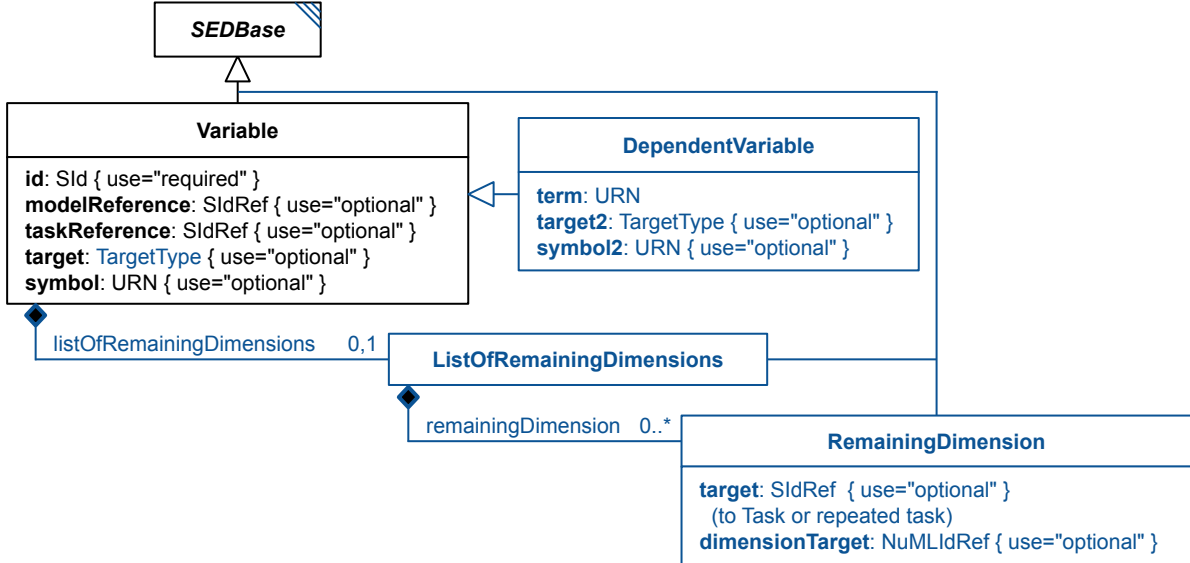 SEDBase
Variable
id: SId { use="required" }
modelReference: SIdRef { use="optional" }
taskReference: SIdRef { use="optional" }
target: TargetType { use="optional" }
symbol: URN { use="optional" }
DependentVariable
term: URN
target2: TargetType { use="optional" }
symbol2: URN { use="optional" }
listOfRemainingDimensions 0,1
ListOfRemainingDimensions
remainingDimension 0..*
RemainingDimension
target: SIdRef { use="optional" }
(to Task or repeated task)
dimensionTarget: NuMLIdRef { use="optional" }